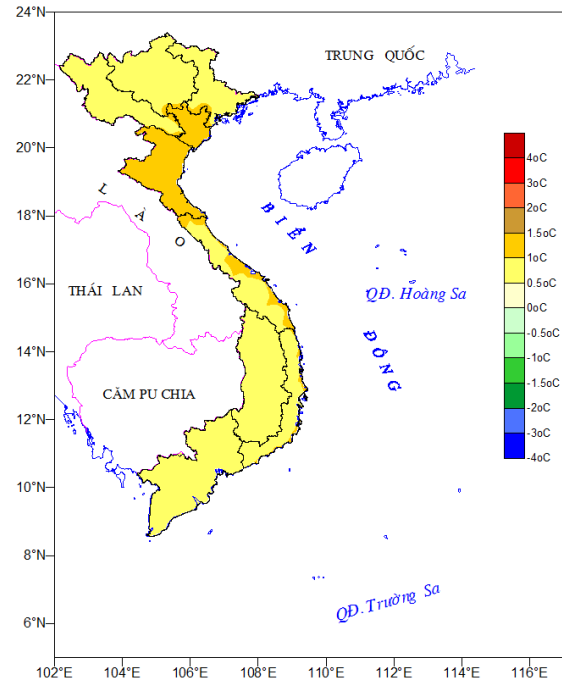 24°N
22°N
20°N
18°N
16°N
14°N
12°N
10°N
8°N
6°N
TRUNG QUỐC
LÀO
BIỂN
THÁI LAN
QĐ. Hoàng Sa
ĐÔNG
CĂM PU CHIA
QĐ. Trường Sa
4oC
3oC
2oC
1.5oC
1oC
0.5oC
0oC
-0.5oC
-1oC
-1.5oC
-2oC
-3oC
-4oC
102°E 104°E 106°E 108°E 110°E 112°E 114°E 116°E